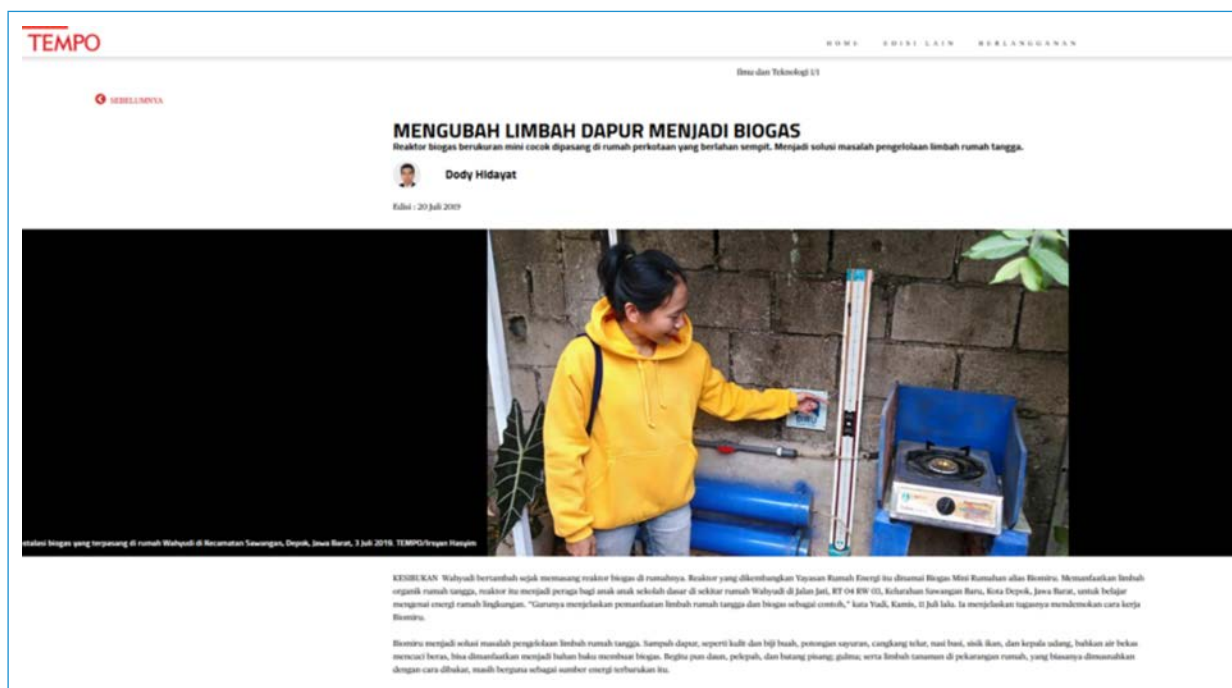 TEMPO
HOME EDISI LAIN BERLANGGANAN
Ilmu dan Teknologi 1/1
SEBELUMNYA
MENGUBAH LIMBAH DAPUR MENJADI BIOGAS
Reaktor biogas berukuran mini cocok dipasang di rumah perkotaan yang berlahan sempit. Menjadi solusi masalah pengelolaan limbah rumah tangga.
Dody Hidayat
Edisi : 20 Juli 2019
BIRU
stalasi biogas yang terpasang di rumah Wahyudi di Kecamatan Sawangan, Depok, Jawa Barat, 3 Juli 2019. TEMPO/Irsyan Hasyim
KESIBUKAN Wahyudi bertambah sejak memasang reaktor biogas di rumahnya. Reaktor yang dikembangkan Yayasan Rumah Energi itu dinamai Biogas Mini Rumahan alias Biomiru. Memanfaatkan limbah
organik rumah tangga, reaktor itu menjadi peraga bagi anak anak sekolah dasar di sekitar rumah Wahyudi di Jalan Jati, RT 04 RW 03, Kelurahan Sawangan Baru, Kota Depok, Jawa Barat, untuk belajar
mengenai energi ramah lingkungan. "Gurunya menjelaskan pemanfaatan limbah rumah tangga dan biogas sebagai contoh," kata Yudi, Kamis, 11 Juli lalu. Ia menjelaskan tugasnya mendemokan cara kerja
Biomiru.
Biomiru menjadi solusi masalah pengelolaan limbah rumah tangga. Sampah dapur, seperti kulit dan biji buah, potongan sayuran, cangkang telur, nasi basi, sisik ikan, dan kepala udang, bahkan air bekas
mencuci beras, bisa dimanfaatkan menjadi bahan baku membuat biogas. Begitu pun daun, pelepah, dan batang pisang, gulma, serta limbah tanaman di pekarangan rumah, yang biasanya dimusnahkan
dengan cara dibakar, masih berguna sebagai sumber energi terbarukan itu.